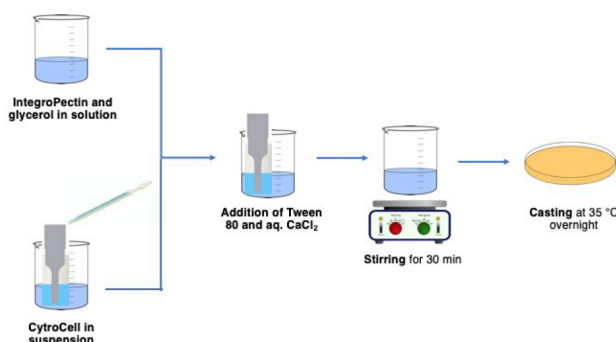 IntegroPectin and
glycerol in solution
CytroCell in
suspension
Addition of Tween
80 and aq. CaCl₂
Stirring for 30 min
Casting at 35 °C
overnight